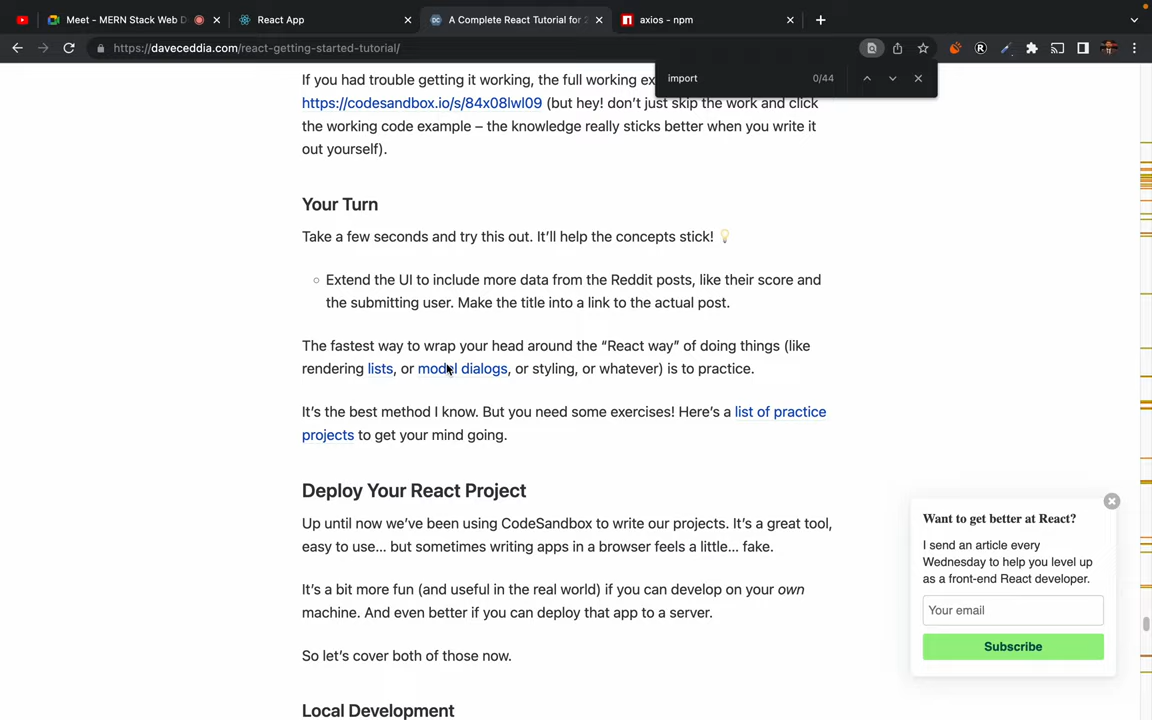 Meet - MERN Stack Web D
React App
A Complete React Tutorial for 2
axios - npm
https://daveceddia.com/react-getting-started-tutorial/
import
0/44
If you had trouble getting it working, the full working ex
https://codesandbox.io/s/84x08lwl09 (but hey! don't just skip the work and click
the working code example – the knowledge really sticks better when you write it
out yourself).
Your Turn
Take a few seconds and try this out. It'll help the concepts stick! 💡
Extend the UI to include more data from the Reddit posts, like their score and
the submitting user. Make the title into a link to the actual post.
The fastest way to wrap your head around the “React way” of doing things (like
rendering lists, or model dialogs, or styling, or whatever) is to practice.
It's the best method I know. But you need some exercises! Here's a list of practice
projects to get your mind going.
Deploy Your React Project
Up until now we've been using CodeSandbox to write our projects. It's a great tool,
easy to use… but sometimes writing apps in a browser feels a little… fake.
It's a bit more fun (and useful in the real world) if you can develop on your own
machine. And even better if you can deploy that app to a server.
So let's cover both of those now.
Local Development
Want to get better at React?
I send an article every
Wednesday to help you level up
as a front-end React developer.
Your email
Subscribe